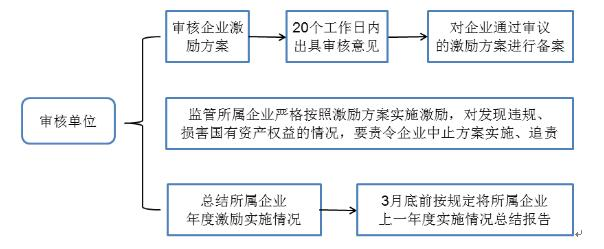 审核企业激
励方案
20个工作日内
出具审核意见
对企业通过审议
的激励方案进行备案
审核单位
监管所属企业严格按照激励方案实施激励，对发现违规、
损害国有资产权益的情况，要责令企业中止方案实施、追责
总结所属企业
年度激励实施情况
3月底前按规定将所属企业
上一年度实施情况总结报告